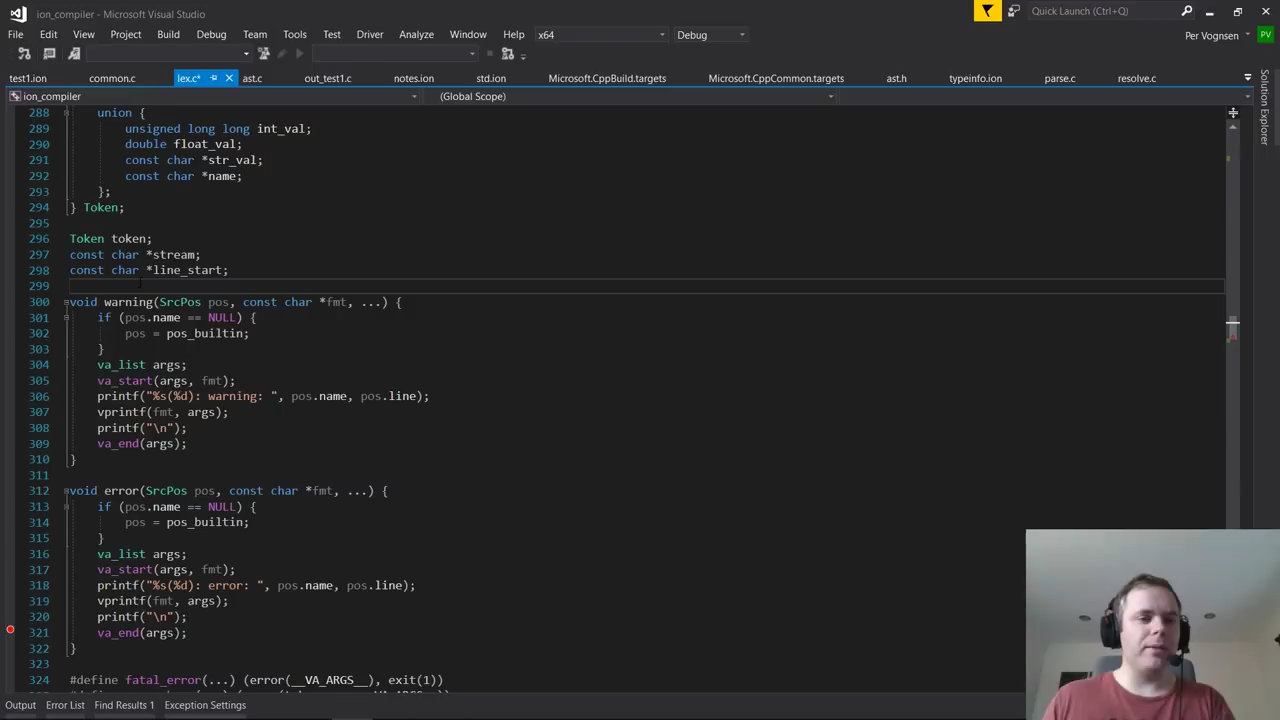 ion_compiler - Microsoft Visual Studio
Quick Launch (Ctrl+Q)
File Edit View Project Build Debug Team Tools Test Driver Analyze Window Help x64 Debug Per Vognsen PV
test1.ion common.c lex.c* ast.c out_test1.c notes.ion std.ion Microsoft.CppBuild.targets Microsoft.CppCommon.targets ast.h typeinfo.ion parse.c resolve.c
ion_compiler (Global Scope)
Solution Explorer
288 union {
289 unsigned long long int_val;
290 double float_val;
291 const char *str_val;
292 const char *name;
293 };
294 } Token;
295
296 Token token;
297 const char *stream;
298 const char *line_start;
299
300 void warning(SrcPos pos, const char *fmt, ...) {
301 if (pos.name == NULL) {
302 pos = pos_builtin;
303 }
304 va_list args;
305 va_start(args, fmt);
306 printf("%s(%d): warning: ", pos.name, pos.line);
307 vprintf(fmt, args);
308 printf("\n");
309 va_end(args);
310 }
311
312 void error(SrcPos pos, const char *fmt, ...) {
313 if (pos.name == NULL) {
314 pos = pos_builtin;
315 }
316 va_list args;
317 va_start(args, fmt);
318 printf("%s(%d): error: ", pos.name, pos.line);
319 vprintf(fmt, args);
320 printf("\n");
321 va_end(args);
322 }
323
324 #define fatal_error(...) (error(__VA_ARGS__), exit(1))
Output Error List Find Results 1 Exception Settings